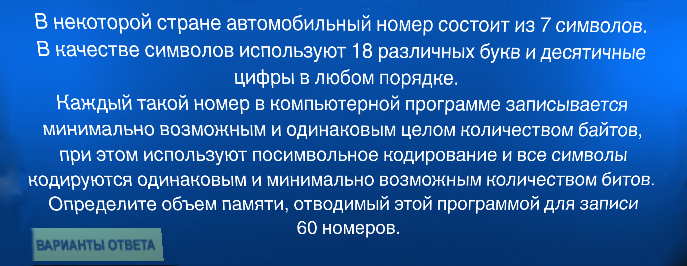 В некоторой стране автомобильный номер состоит из 7 символов.
В качестве символов используют 18 различных букв и десятичные
цифры в любом порядке.
Каждый такой номер в компьютерной программе записывается
минимально возможным и одинаковым целом количеством байтов,
при этом используют посимвольное кодирование и все символы
кодируются одинаковым и минимально возможным количеством битов.
Определите объем памяти, отводимый этой программой для записи
60 номеров.
ВАРИАНТЫ ОТВЕТА